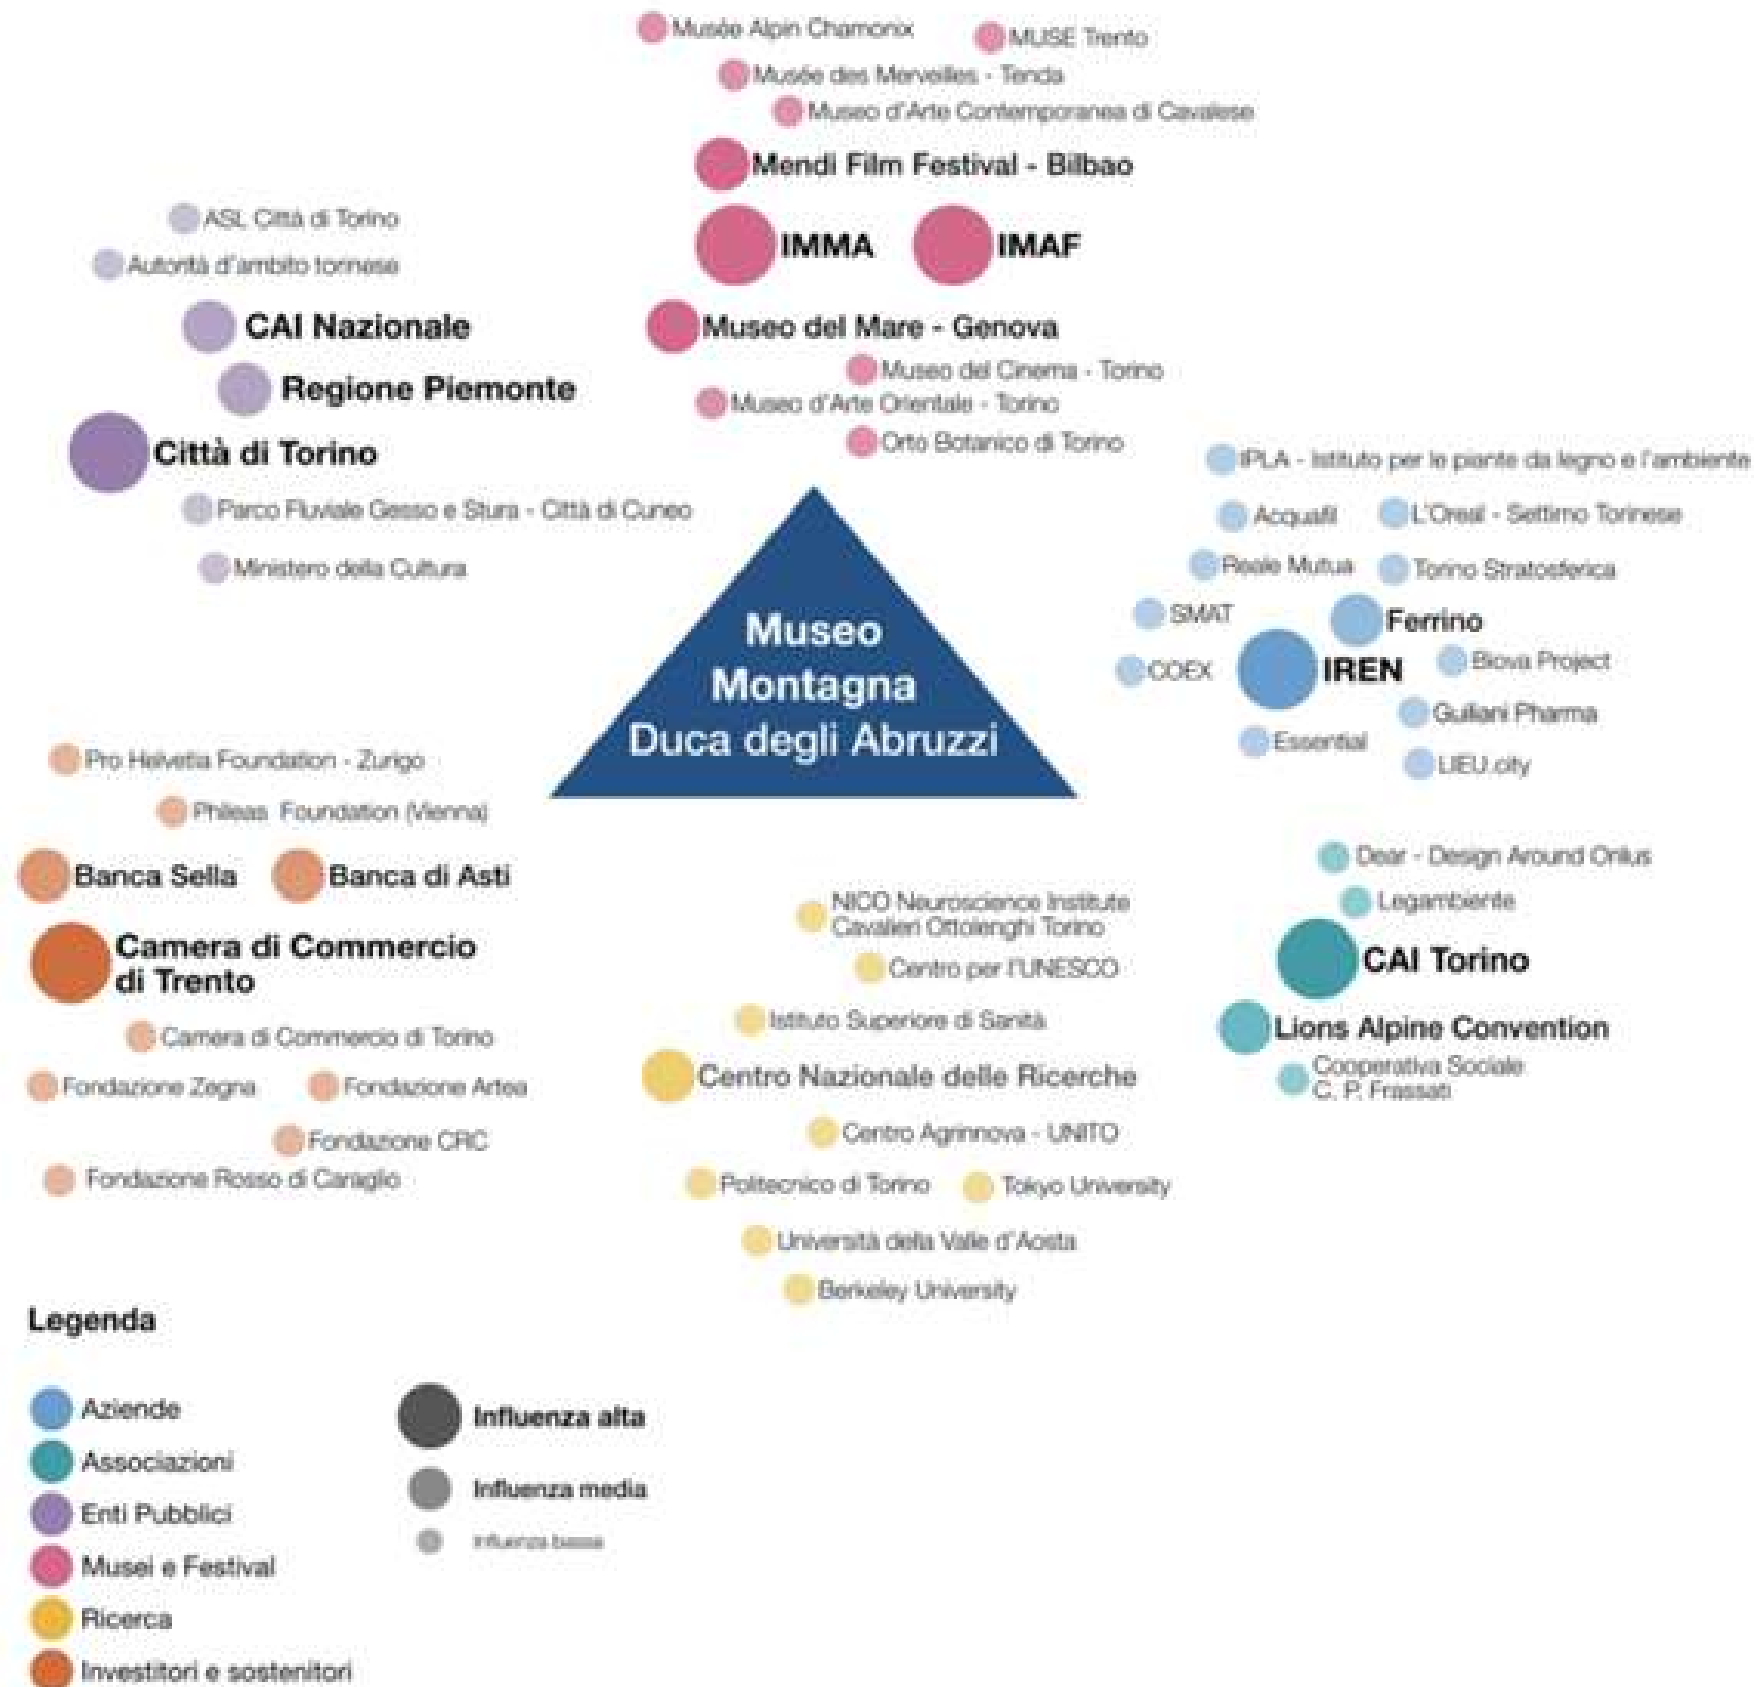 Musée Alpin Chamonix
MUSE Trento
Musée des Merveilles - Tenda
Museo d'Arte Contemporanea di Cavalese
Mendi Film Festival - Bilbao
IMMA
IMAF
Museo del Mare - Genova
Museo del Cinema - Torino
Museo d'Arte Orientale - Torino
Orto Botanico di Torino
ASL Città di Torino
Autorità d'ambito torinese
CAI Nazionale
Regione Piemonte
Città di Torino
Parco Fluviale Gesso e Stura - Città di Cuneo
Ministero della Cultura
IPLA - Istituto per le piante da legno e l'ambiente
Acquafil
L'Oreal - Settimo Torinese
Reale Mutua
Torino Stratosferica
SMAT
Ferrino
COEX
IREN
Biova Project
Giuliani Pharma
Essential
LIEU.city
Museo
Montagna
Duca degli Abruzzi
Pro Helvetia Foundation - Zurigo
Phileas Foundation (Vienna)
Banca Sella
Banca di Asti
Camera di Commercio
di Trento
Camera di Commercio di Torino
Fondazione Zegna
Fondazione Artea
Fondazione CRC
Fondazione Rosso di Caraglio
NICO Neuroscience Institute
Cavalieri Ottolenghi Torino
Centro per l'UNESCO
Istituto Superiore di Sanità
Centro Nazionale delle Ricerche
Centro Agrinnova - UNITO
Politecnico di Torino
Tokyo University
Università della Valle d'Aosta
Berkeley University
Dear - Design Around Onlus
Legambiente
CAI Torino
Lions Alpine Convention
Cooperativa Sociale
C. P. Frassati
Legenda
Aziende
Associazioni
Enti Pubblici
Musei e Festival
Ricerca
Investitori e sostenitori
Influenza alta
Influenza media
Influenza bassa